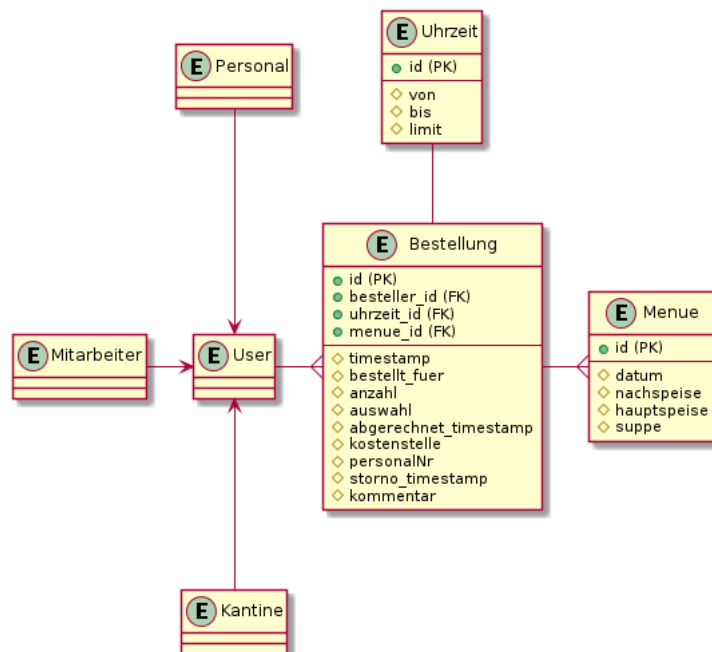 E Uhrzeit
id (PK)
von
bis
limit
E Personal
E Bestellung
id (PK)
besteller_id (FK)
uhrzeit_id (FK)
menue_id (FK)
timestamp
bestellt_fuer
anzahl
auswahl
abgerechnet_timestamp
kostenstelle
personalNr
storno_timestamp
kommentar
E Menue
id (PK)
datum
nachspeise
hauptspeise
suppe
E Mitarbeiter
E User
E Kantine